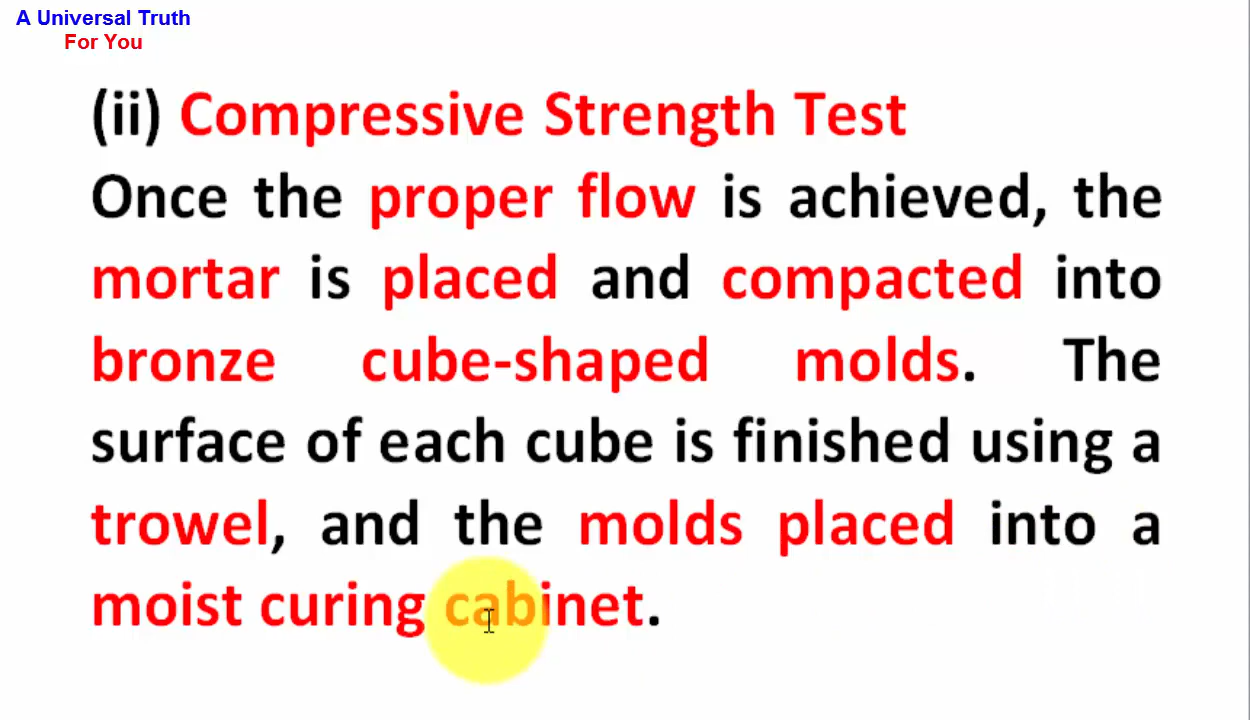 A Universal Truth
For You
(ii) Compressive Strength Test
Once the proper flow is achieved, the
mortar is placed and compacted into
bronze cube-shaped molds. The
surface of each cube is finished using a
trowel, and the molds placed into a
moist curing cabinet.